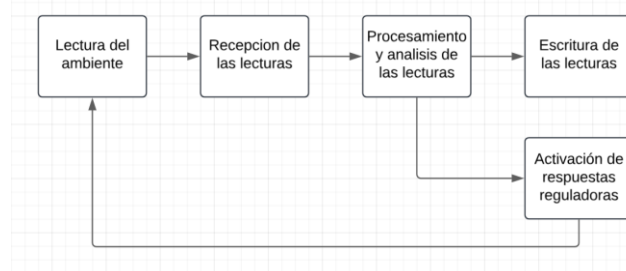 Lectura del
ambiente
Recepcion de
las lecturas
Procesamiento
y analisis de
las lecturas
Escritura de
las lecturas
Activación de
respuestas
reguladoras